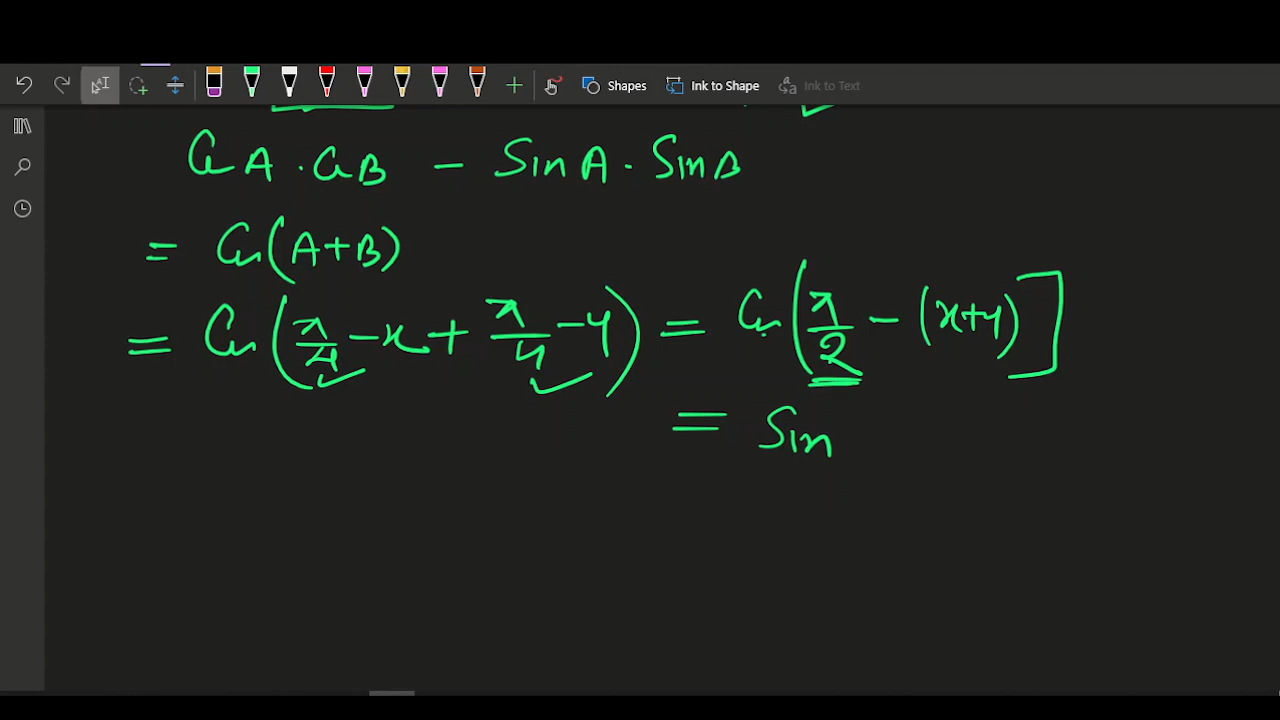 Shapes Ink to Shape Ink to Text
Cos A · Cos B − Sin A · Sin B
= Cos(A+B)
= Cos(π/4 − x + π/4 − y) = Cos(π/2 − (x+y)]
= Sin